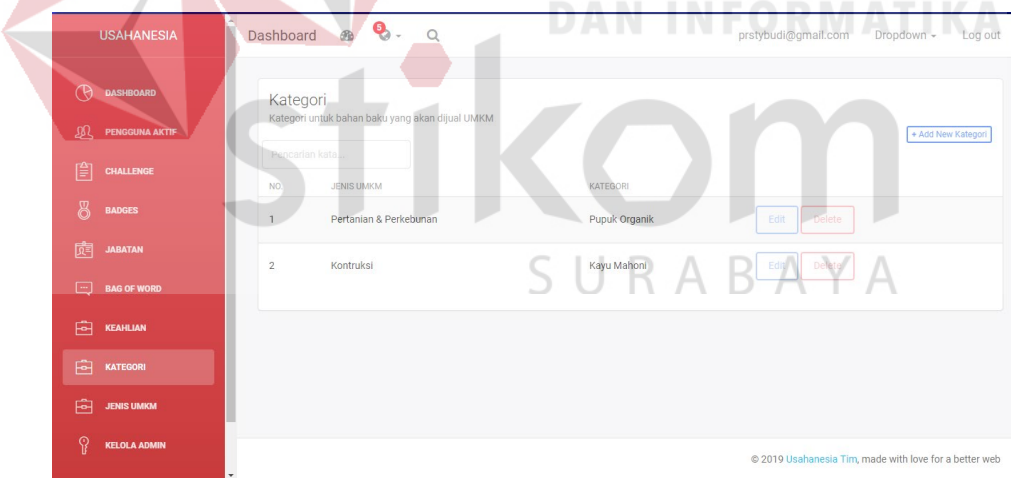 DAN INFORMATIKA
USAHANESIA
Dashboard 5
prstybudi@gmail.com Dropdown Log out
DASHBOARD
PENGGUNA AKTIF
CHALLENGE
BADGES
JABATAN
BAG OF WORD
KEAHLIAN
KATEGORI
JENIS UMKM
KELOLA ADMIN
Kategori
Kategori untuk bahan baku yang akan dijual UMKM
+ Add New Kategori
Pencarian kata...
NO. JENIS UMKM KATEGORI
1 Pertanian & Perkebunan Pupuk Organik Edit Delete
2 Kontruksi Kayu Mahoni Edit Delete
stikom
SURABAYA
© 2019 Usahanesia Tim, made with love for a better web